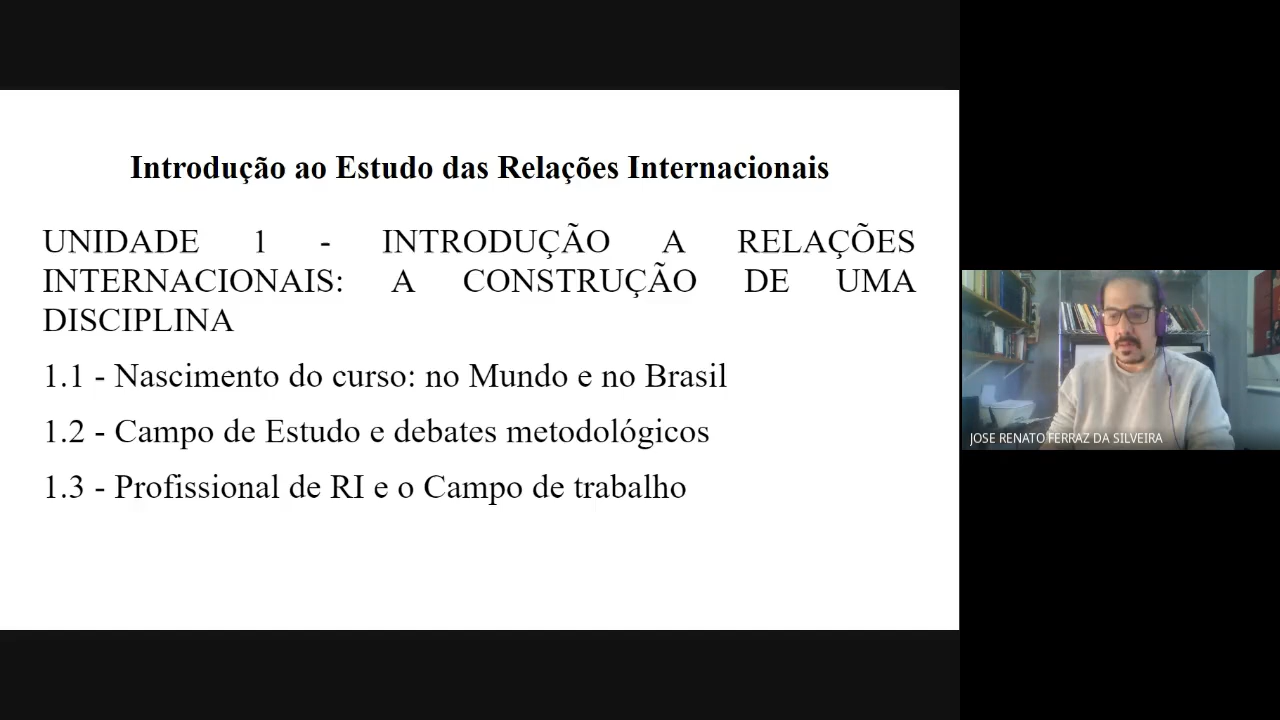 Introdução ao Estudo das Relações Internacionais
UNIDADE 1 - INTRODUÇÃO A RELAÇÕES
INTERNACIONAIS: A CONSTRUÇÃO DE UMA
DISCIPLINA
1.1 - Nascimento do curso: no Mundo e no Brasil
1.2 - Campo de Estudo e debates metodológicos
1.3 - Profissional de RI e o Campo de trabalho
JOSE RENATO FERRAZ DA SILVEIRA